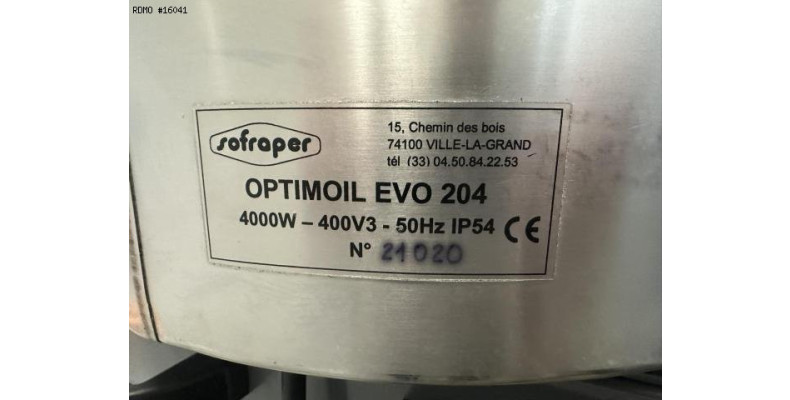 RDMO #16041
sofraper
15, Chemin des bois
74100 VILLE-LA-GRAND
tél (33) 04.50.84.22.53
OPTIMOIL EVO 204
4000W – 400V3 - 50Hz IP54 CE
N° 21020